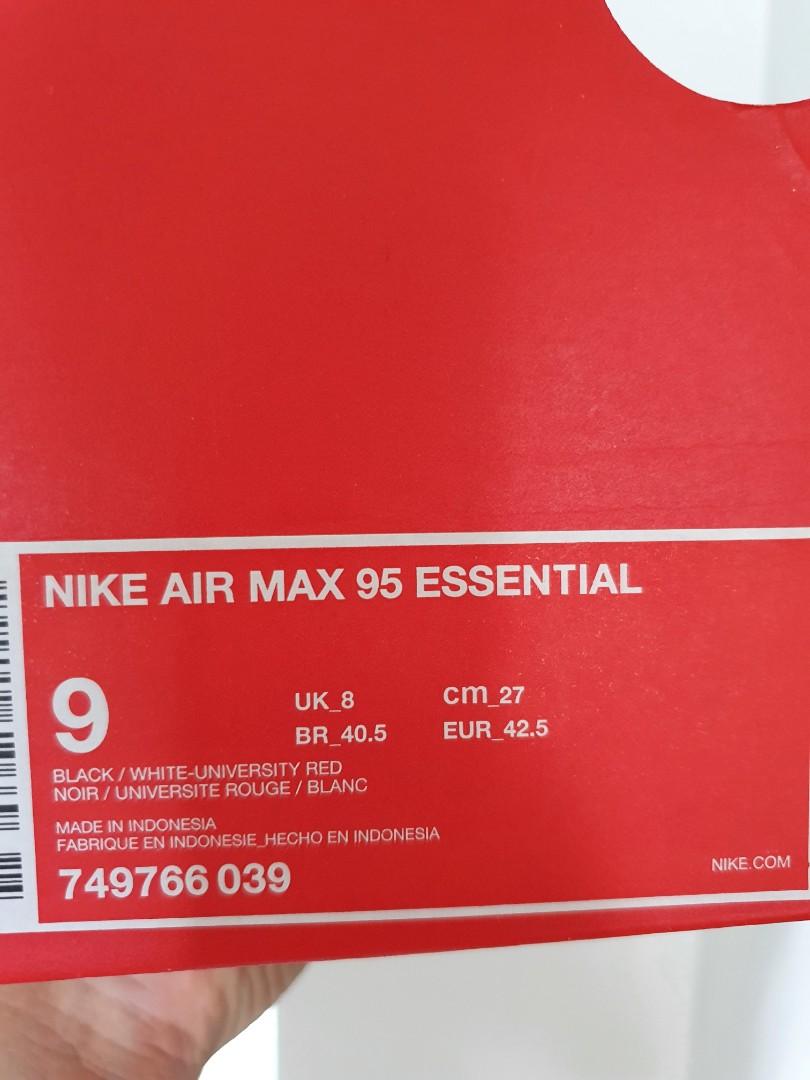 NIKE AIR MAX 95 ESSENTIAL
9
UK_8 cm_27
BR_40.5 EUR_42.5
BLACK / WHITE-UNIVERSITY RED
NOIR / UNIVERSITE ROUGE / BLANC
MADE IN INDONESIA
FABRIQUE EN INDONESIE_HECHO EN INDONESIA
749766 039
NIKE.COM